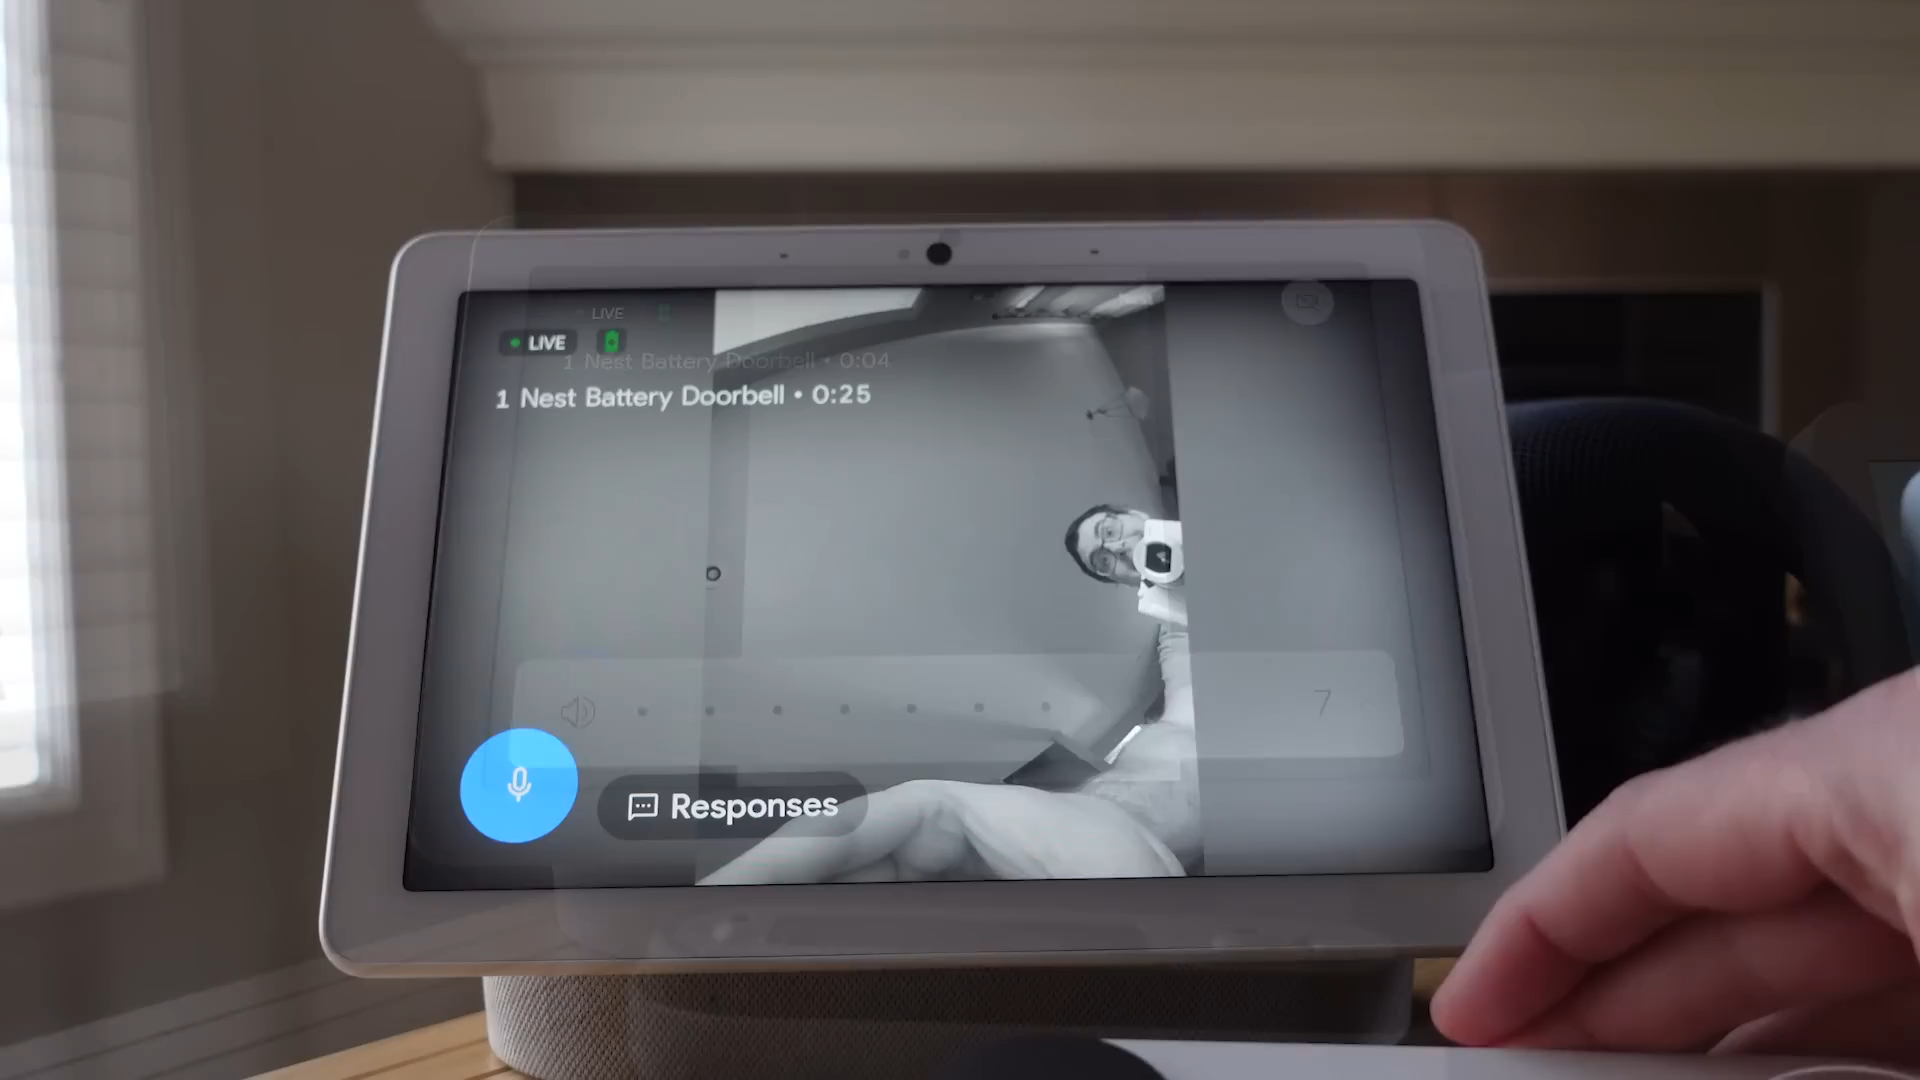 LIVE
LIVE
1 Nest Battery Doorbell • 0:04
1 Nest Battery Doorbell • 0:25
7
Responses